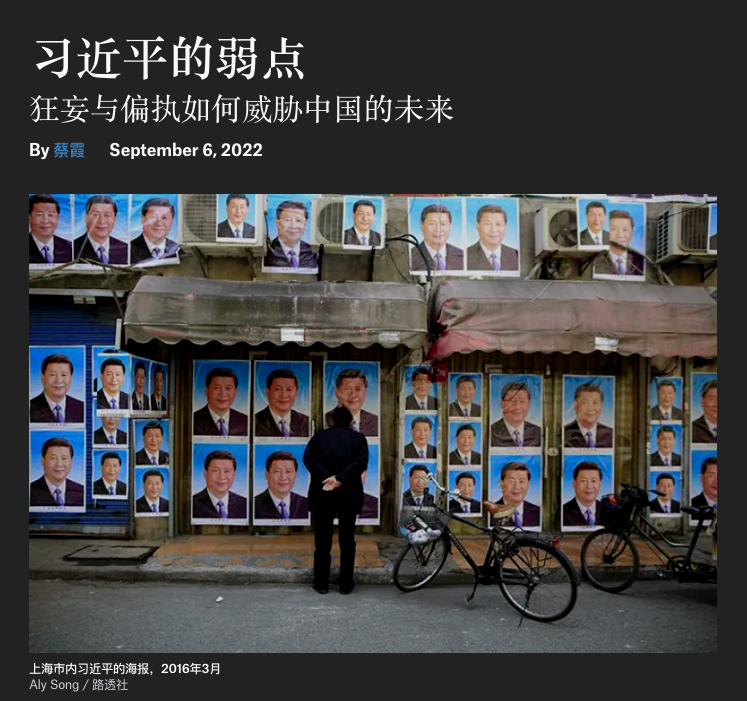 习近平的弱点
狂妄与偏执如何威胁中国的未来
By 蔡霞 September 6, 2022
上海市内习近平的海报，2016年3月
Aly Song / 路透社